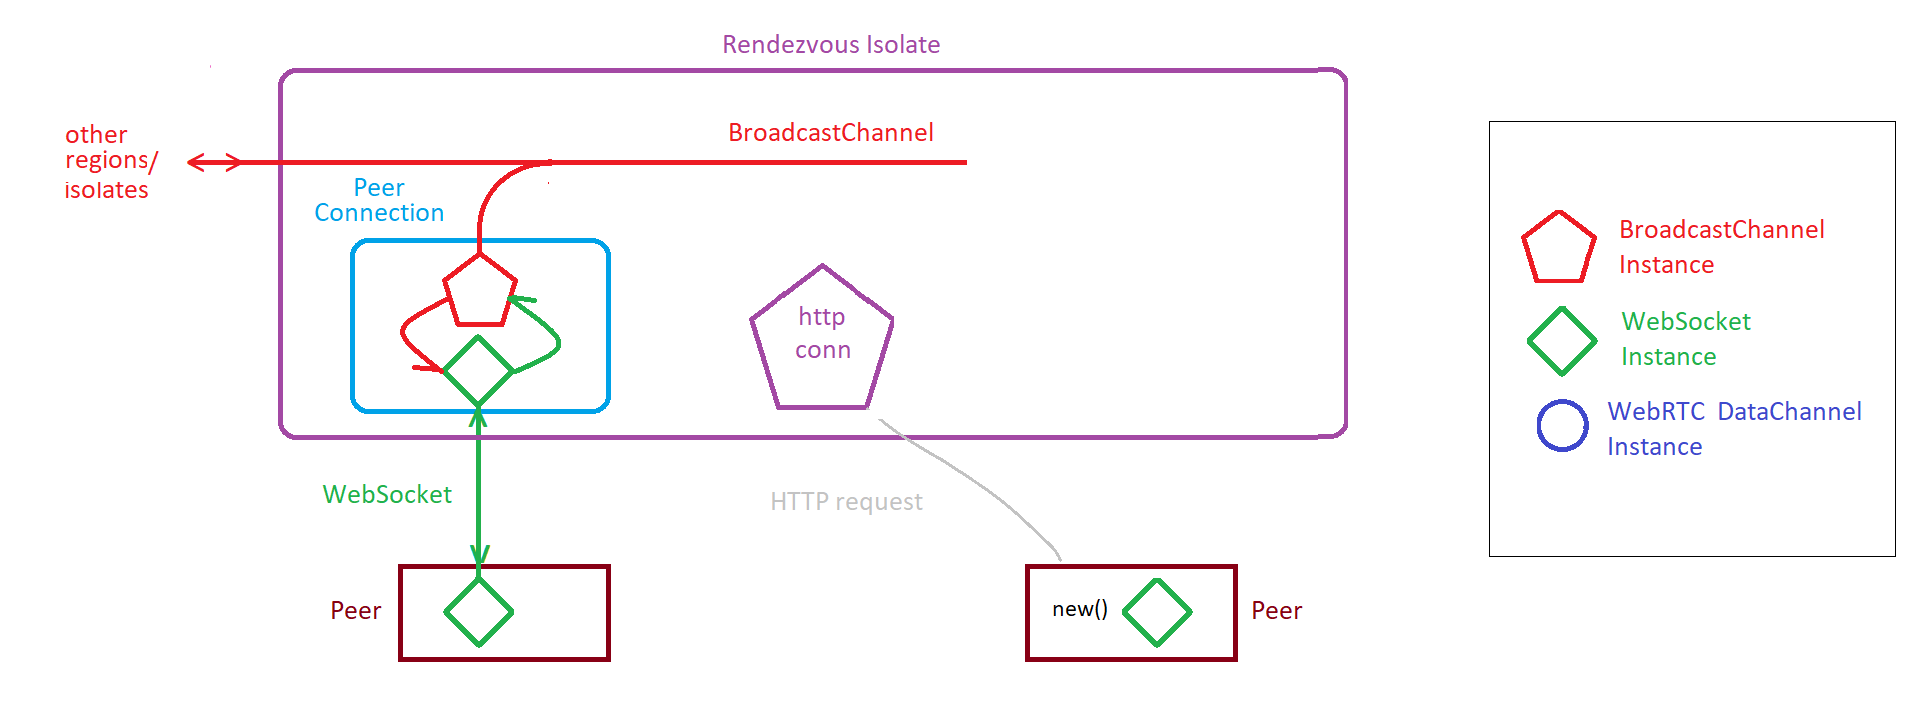 Rendezvous Isolate
other
regions/
isolates
BroadcastChannel
Peer
Connection
http
conn
WebSocket
HTTP request
Peer
new()
Peer
BroadcastChannel
Instance
WebSocket
Instance
WebRTC DataChannel
Instance